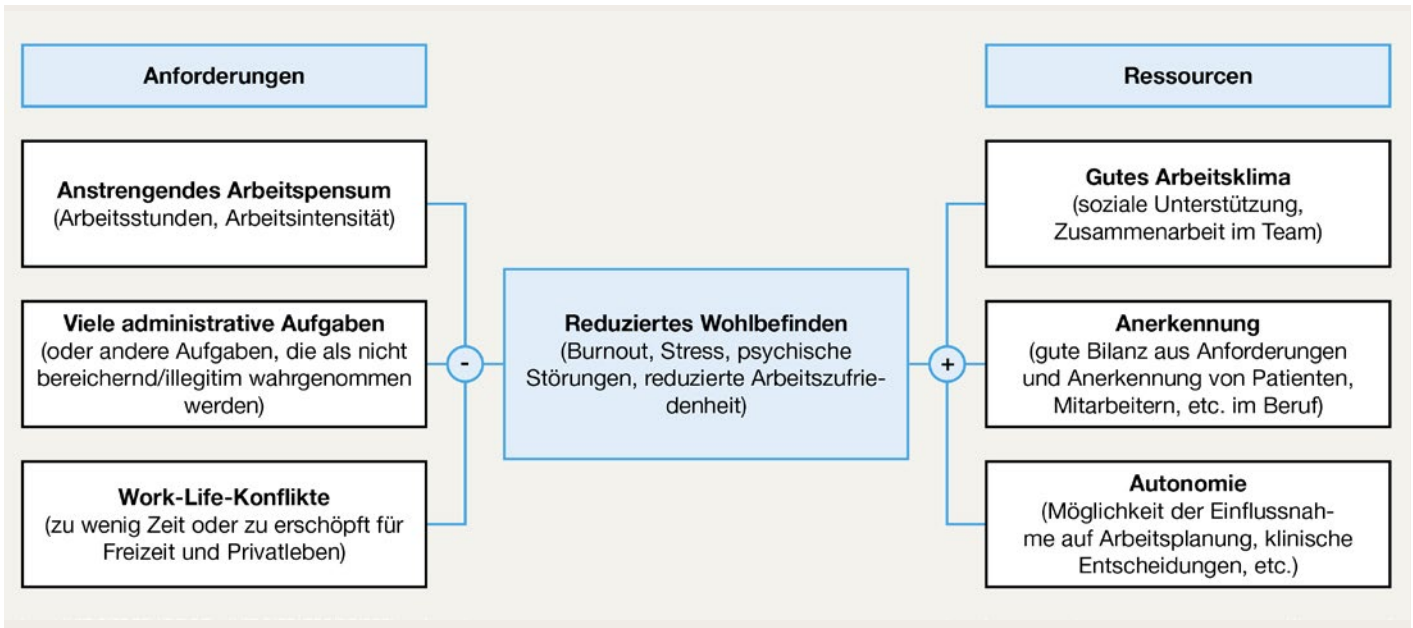 Anforderungen
Anstrengendes Arbeitspensum
(Arbeitsstunden, Arbeitsintensität)
Viele administrative Aufgaben
(oder andere Aufgaben, die als nicht
bereichernd/illegitim wahrgenommen
werden)
Work-Life-Konflikte
(zu wenig Zeit oder zu erschöpft für
Freizeit und Privatleben)
-
Reduziertes Wohlbefinden
(Burnout, Stress, psychische
Störungen, reduzierte Arbeitszufrie-
denheit)
+
Ressourcen
Gutes Arbeitsklima
(soziale Unterstützung,
Zusammenarbeit im Team)
Anerkennung
(gute Bilanz aus Anforderungen
und Anerkennung von Patienten,
Mitarbeitern, etc. im Beruf)
Autonomie
(Möglichkeit der Einflussnah-
me auf Arbeitsplanung, klinische
Entscheidungen, etc.)